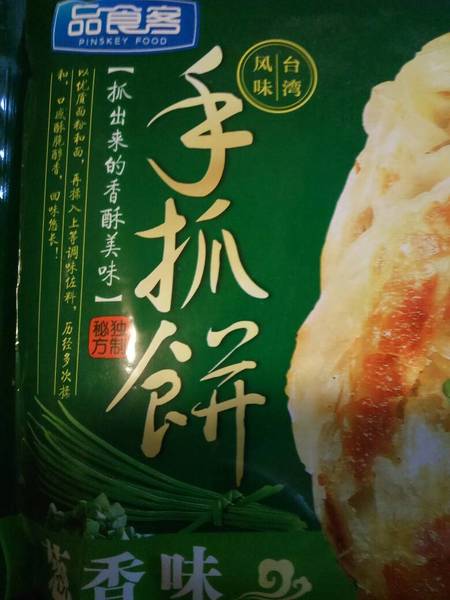 品食客
PINSKEY FOOD
台湾
风味
手抓餅
【抓出来的香酥美味】
独制
秘方
以优质面粉和面，再揉入上等调味佐料，历经多次揉
和，口感酥脆醇香，回味悠长！
香味